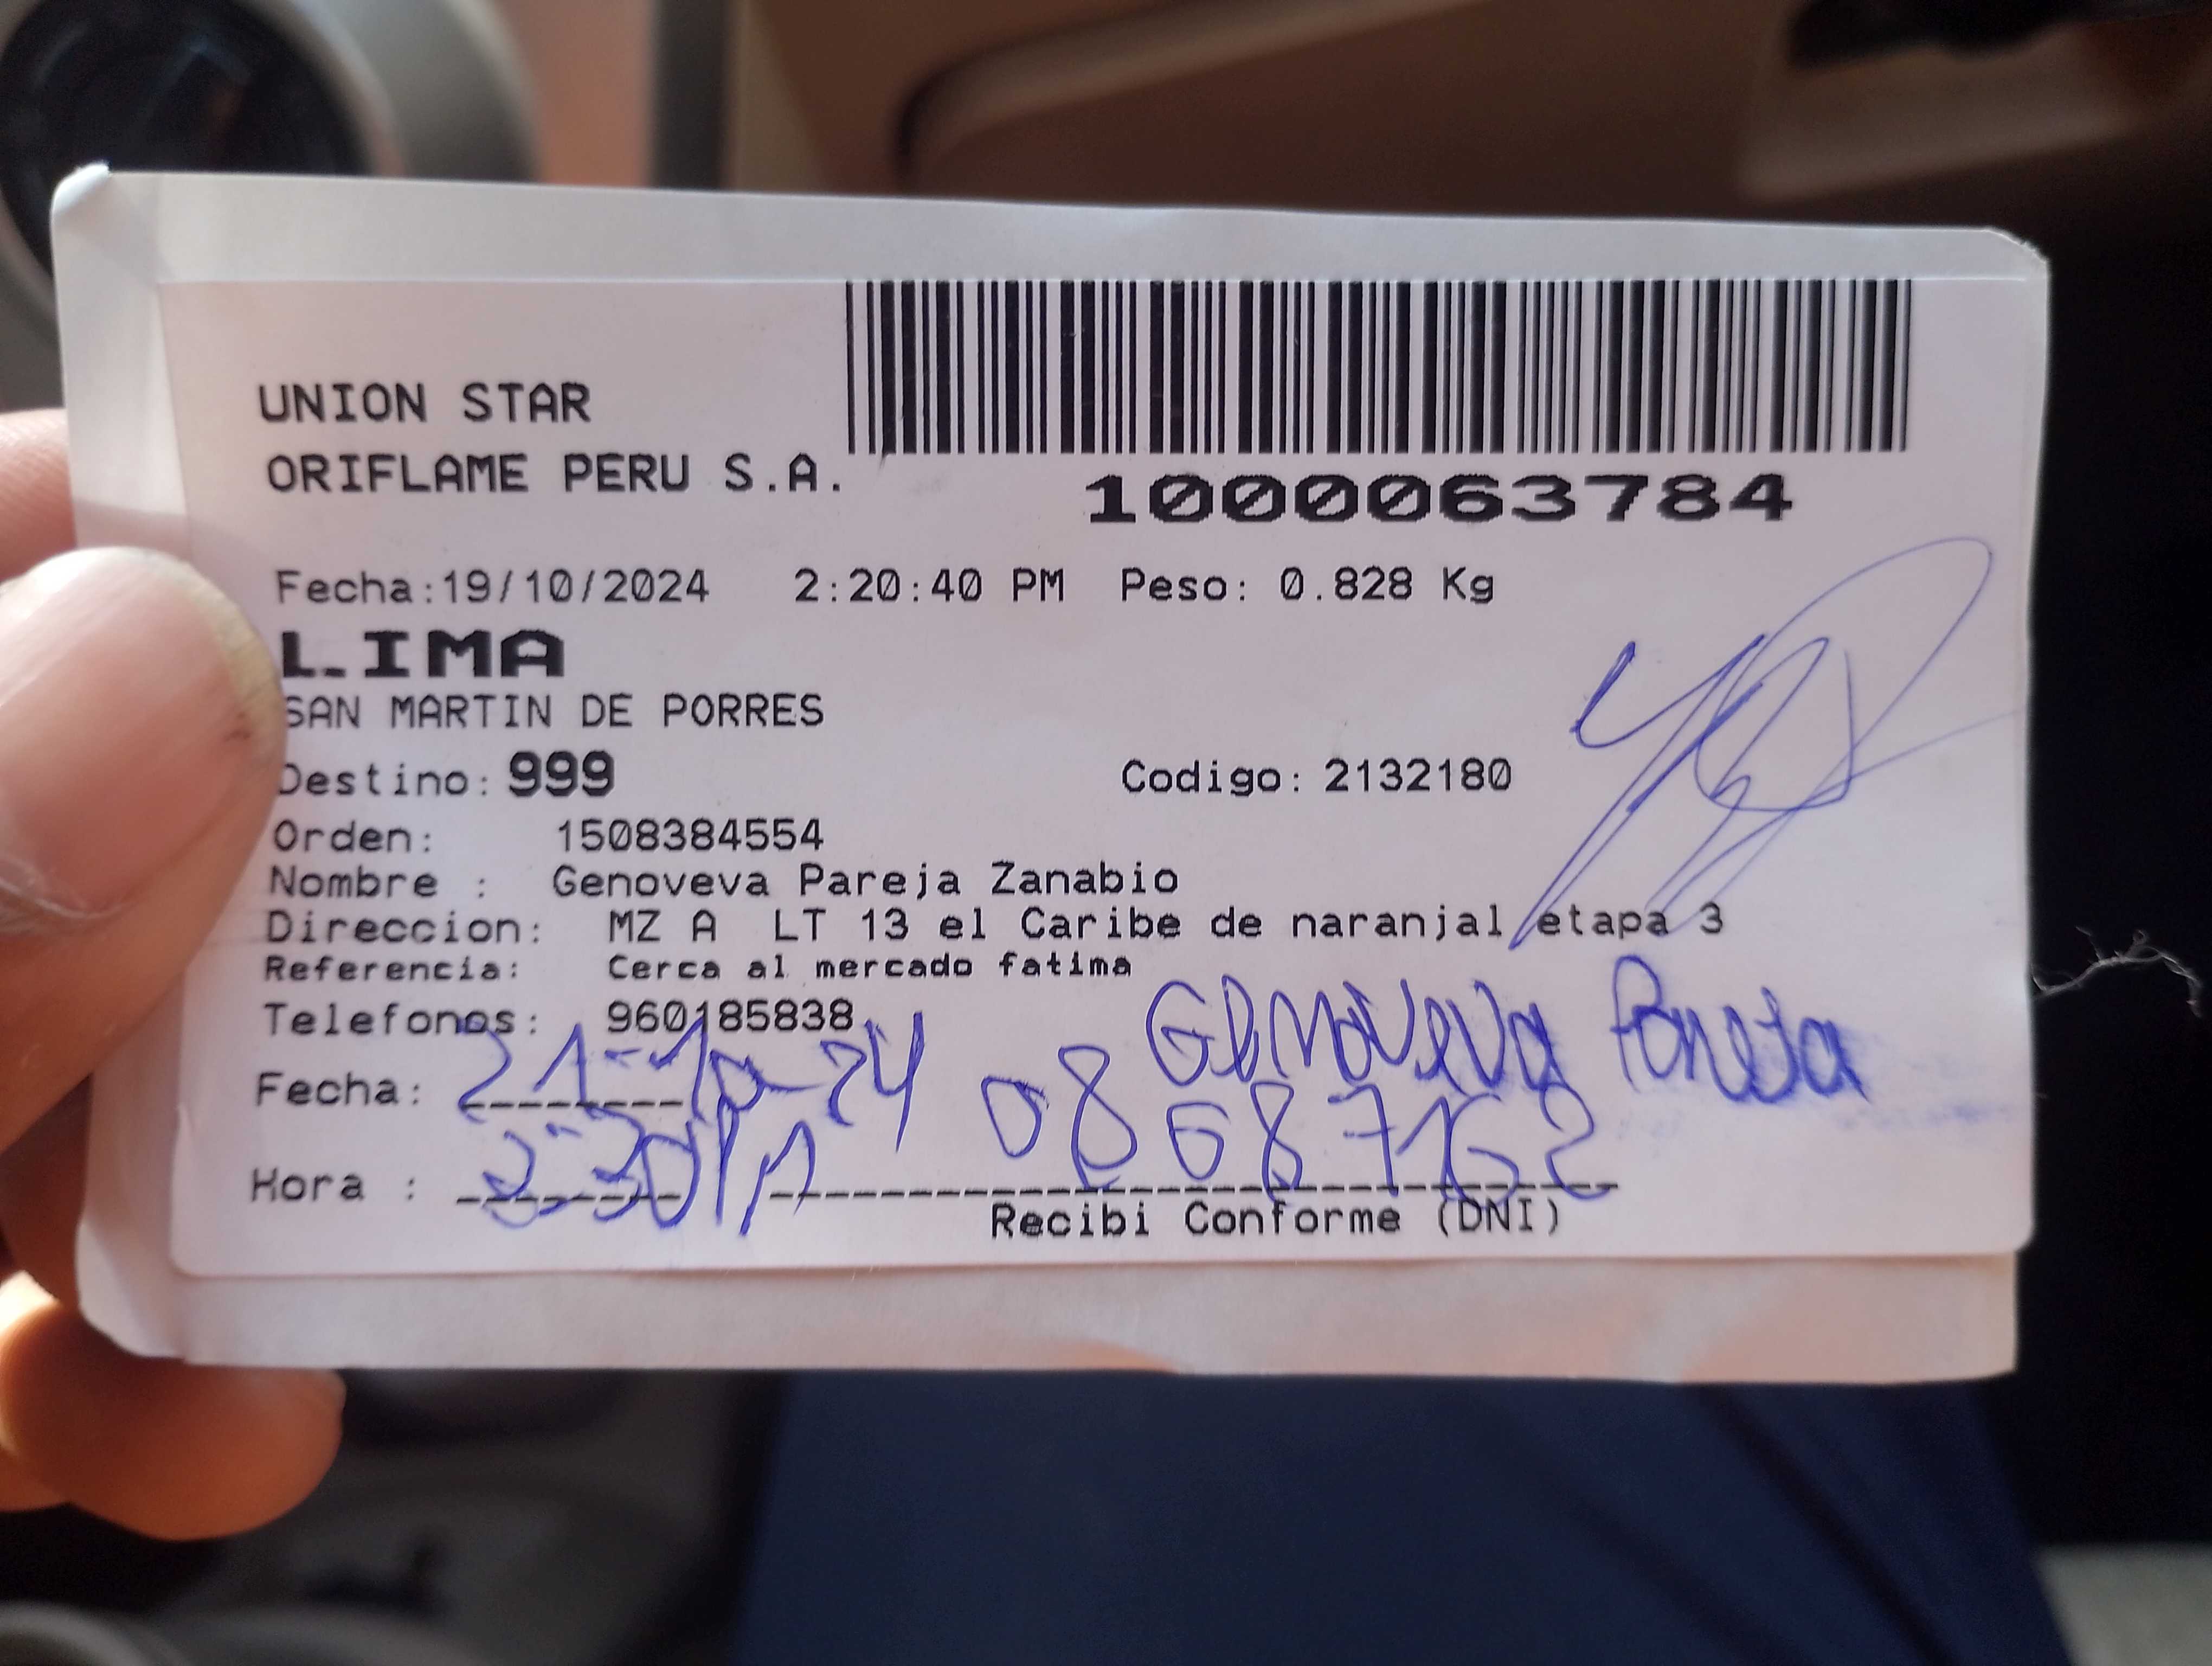 UNION STAR
ORIFLAME PERU S.A.
1000063784
Fecha:19/10/2024 2:20:40 PM Peso: 0.828 Kg
LIMA
SAN MARTIN DE PORRES
Destino: 999 Codigo: 2132180
Orden: 1508384554
Nombre : Genoveva Pareja Zanabio
Direccion: MZ A LT 13 el Caribe de naranjal etapa 3
Referencia: Cerca al mercado fatima
Telefonos: 960185838
Genoveva Pareja
Fecha: 21-10-24
08687162
Hora : 2-30 Pm
Recibi Conforme (DNI)